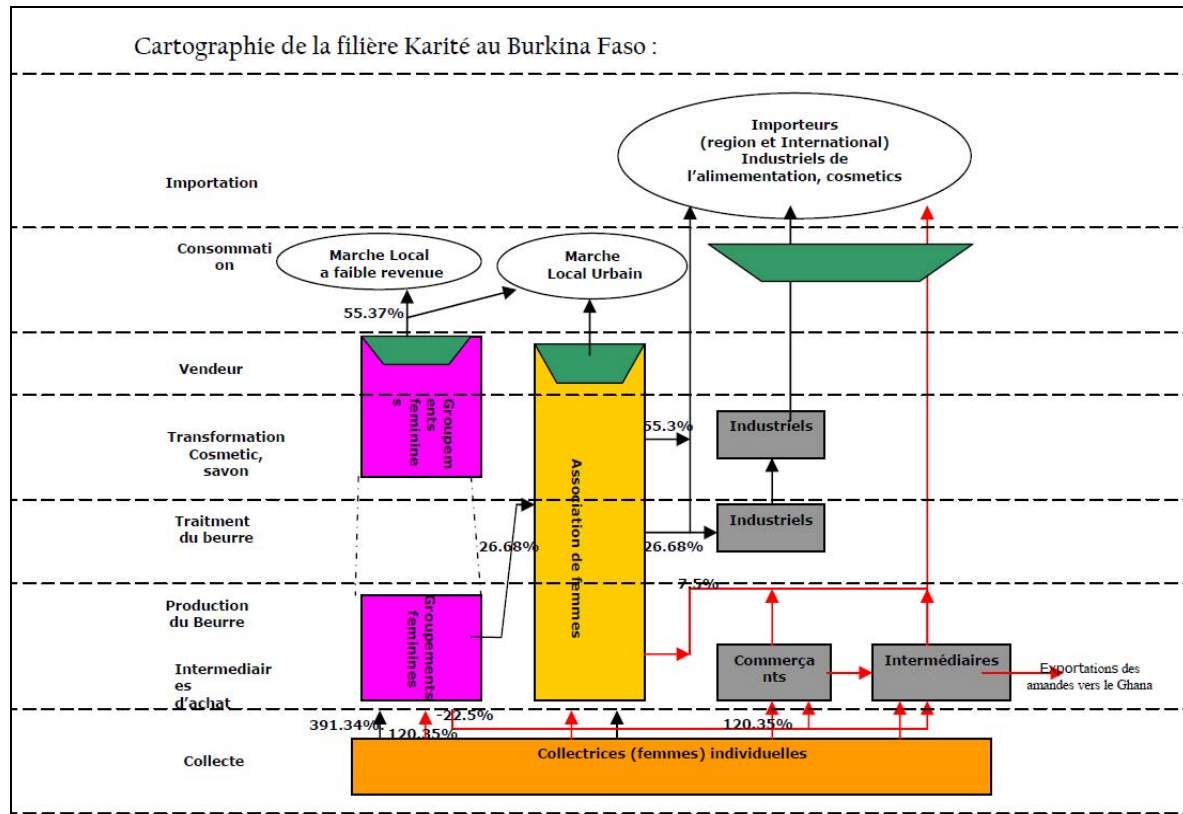 Cartographie de la filière Karité au Burkina Faso :
Importeurs
(region et International)
Industriels de
l'alimementation, cosmetics
Importation
Consommati
on
Marche Local
a faible revenue
Marche
Local Urbain
55.37%
Vendeur
Groupem
ents
feminine
s
Transformation
Cosmetic,
savon
55.3%
Industriels
Association de femmes
Traitment
du beurre
26.68%
26.68%
Industriels
7.5%
Production
du Beurre
Groupements
feminines
Intermediair
es
d'achat
Commerça
nts
Intermédiaires
Exportations des
amandes vers le Ghana
391.34%
120.35%
-22.5%
120.35%
Collecte
Collectrices (femmes) individuelles